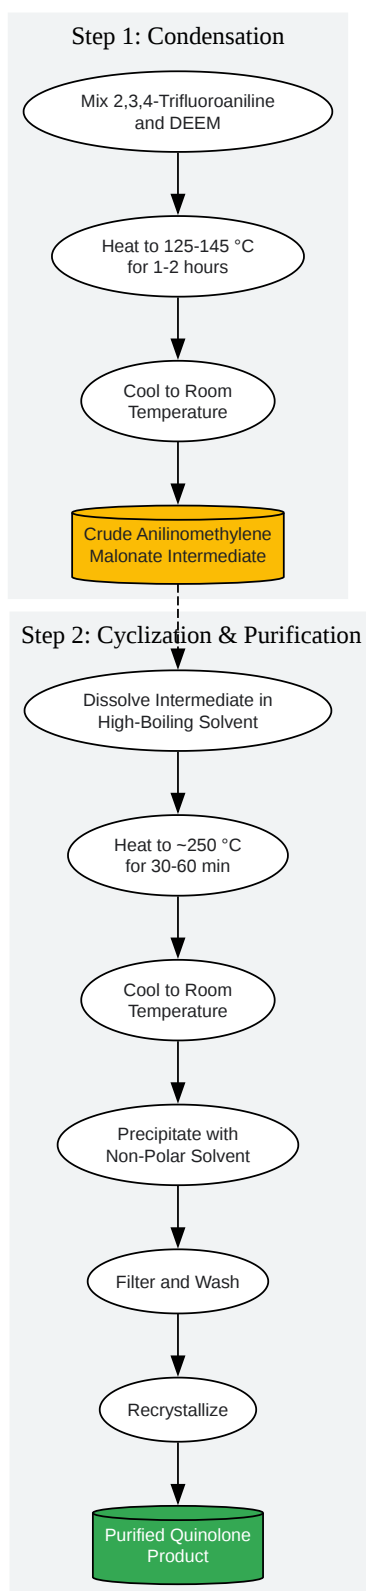 Step 1: Condensation
Mix 2,3,4-Trifluoroaniline
and DEEM
Heat to 125-145 °C
for 1-2 hours
Cool to Room
Temperature
Crude Anilinomethylene
Malonate Intermediate
Step 2: Cyclization & Purification
Dissolve Intermediate in
High-Boiling Solvent
Heat to ~250 °C
for 30-60 min
Cool to Room
Temperature
Precipitate with
Non-Polar Solvent
Filter and Wash
Recrystallize
Purified Quinolone
Product